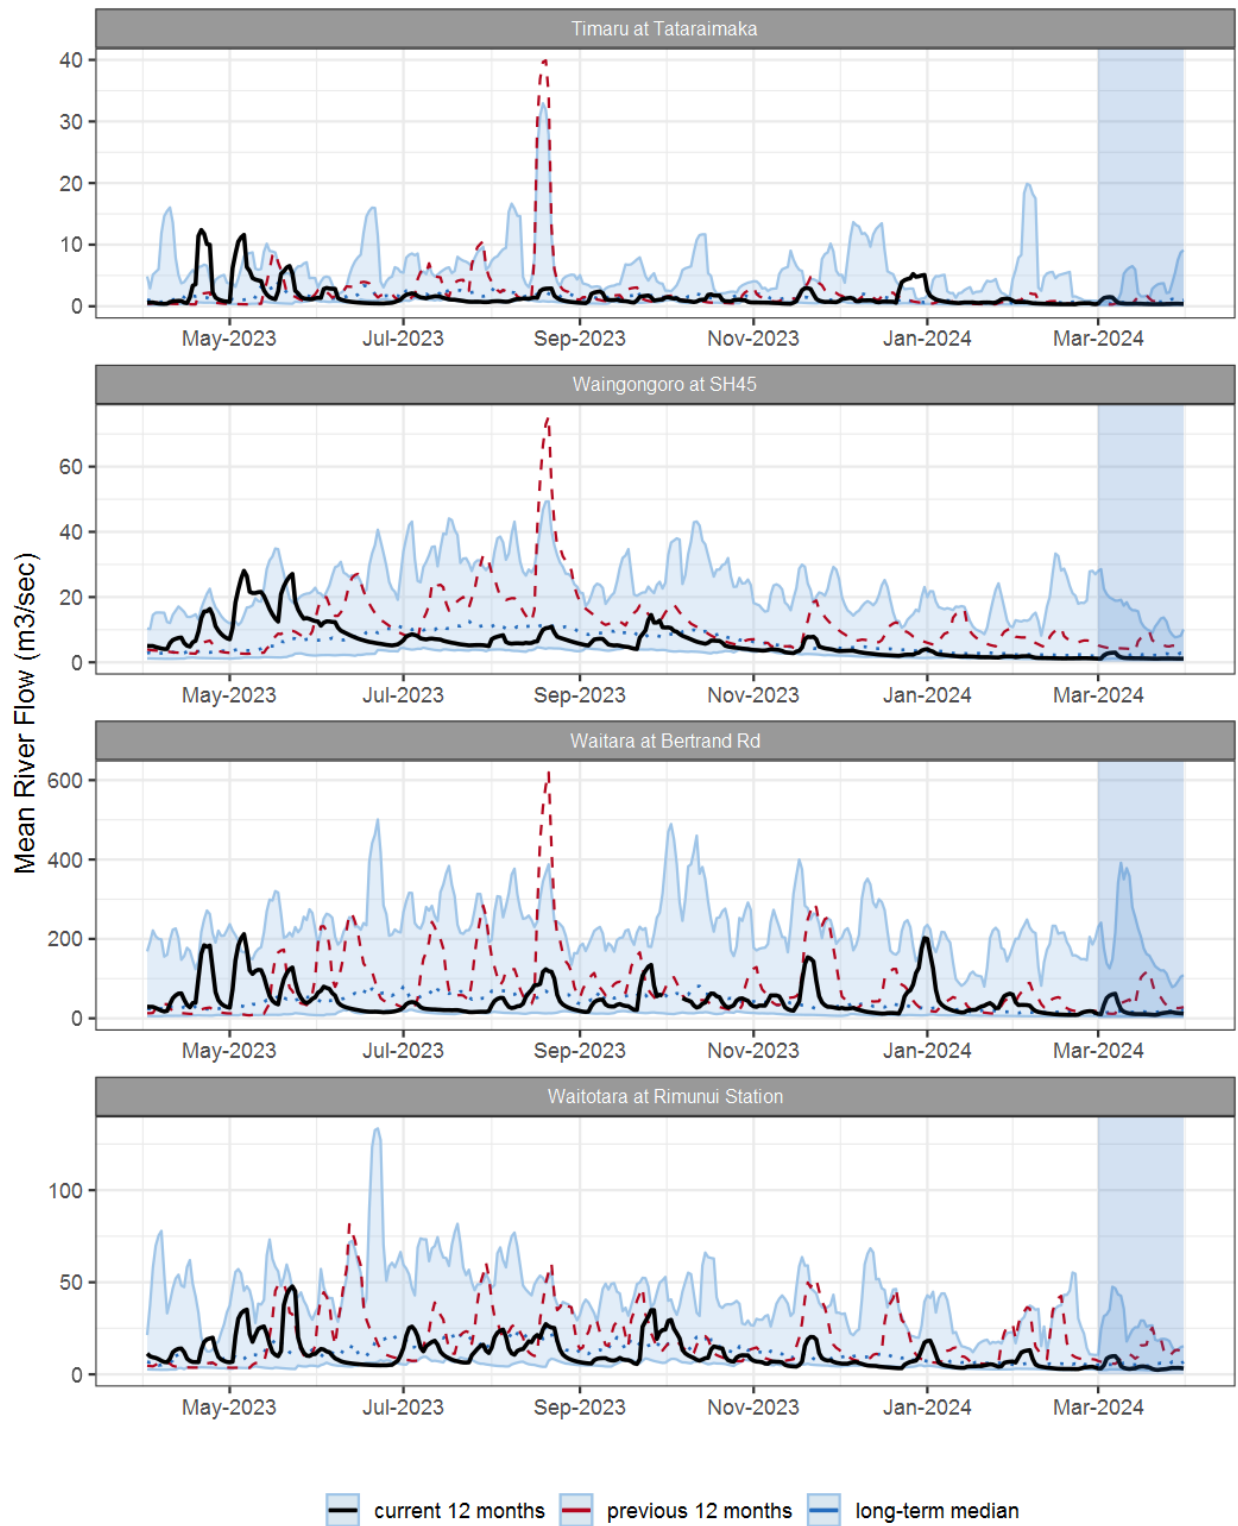 Timaru at Tataraimaka
40
30
20
10
0
May-2023 Jul-2023 Sep-2023 Nov-2023 Jan-2024 Mar-2024
Waingongoro at SH45
60
40
20
0
May-2023 Jul-2023 Sep-2023 Nov-2023 Jan-2024 Mar-2024
Mean River Flow (m3/sec)
Waitara at Bertrand Rd
600
400
200
0
May-2023 Jul-2023 Sep-2023 Nov-2023 Jan-2024 Mar-2024
Waitotara at Rimunui Station
100
50
0
May-2023 Jul-2023 Sep-2023 Nov-2023 Jan-2024 Mar-2024
current 12 months previous 12 months long-term median